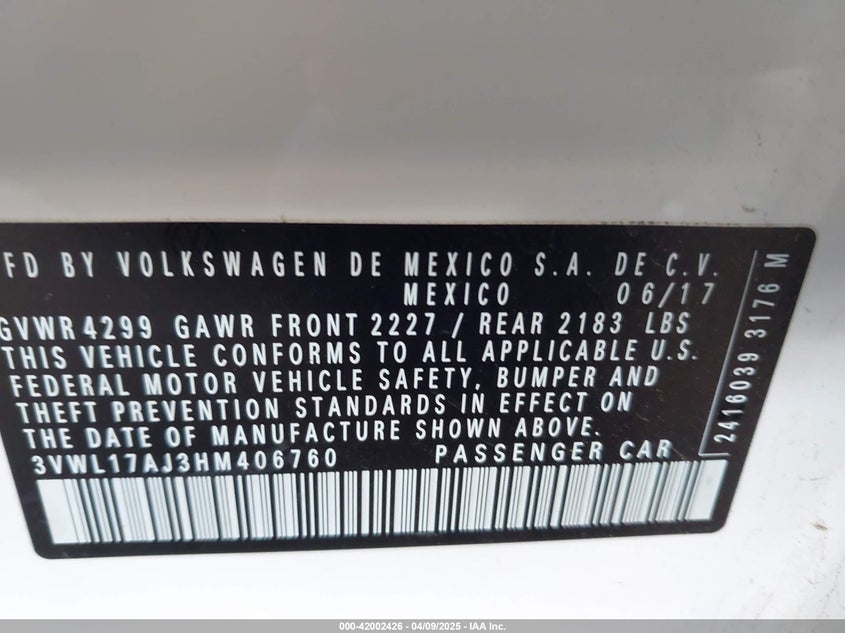 FD BY VOLKSWAGEN DE MEXICO S.A. DE C.V.
MEXICO 06/17
GVWR 4299 GAWR FRONT 2227 / REAR 2183 LBS
THIS VEHICLE CONFORMS TO ALL APPLICABLE U.S.
FEDERAL MOTOR VEHICLE SAFETY, BUMPER AND
THEFT PREVENTION STANDARDS IN EFFECT ON
THE DATE OF MANUFACTURE SHOWN ABOVE.
3VWL17AJ3HM406760 PASSENGER CAR
2416039 3176 M
000-42002426 - 04/09/2025 - IAA Inc.